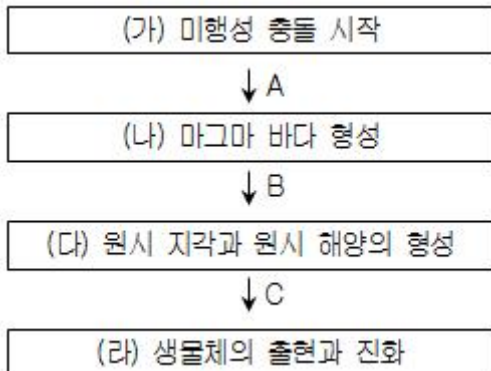 (가) 미행성 충돌 시작
↓ A
(나) 마그마 바다 형성
↓ B
(다) 원시 지각과 원시 해양의 형성
↓ C
(라) 생물체의 출현과 진화